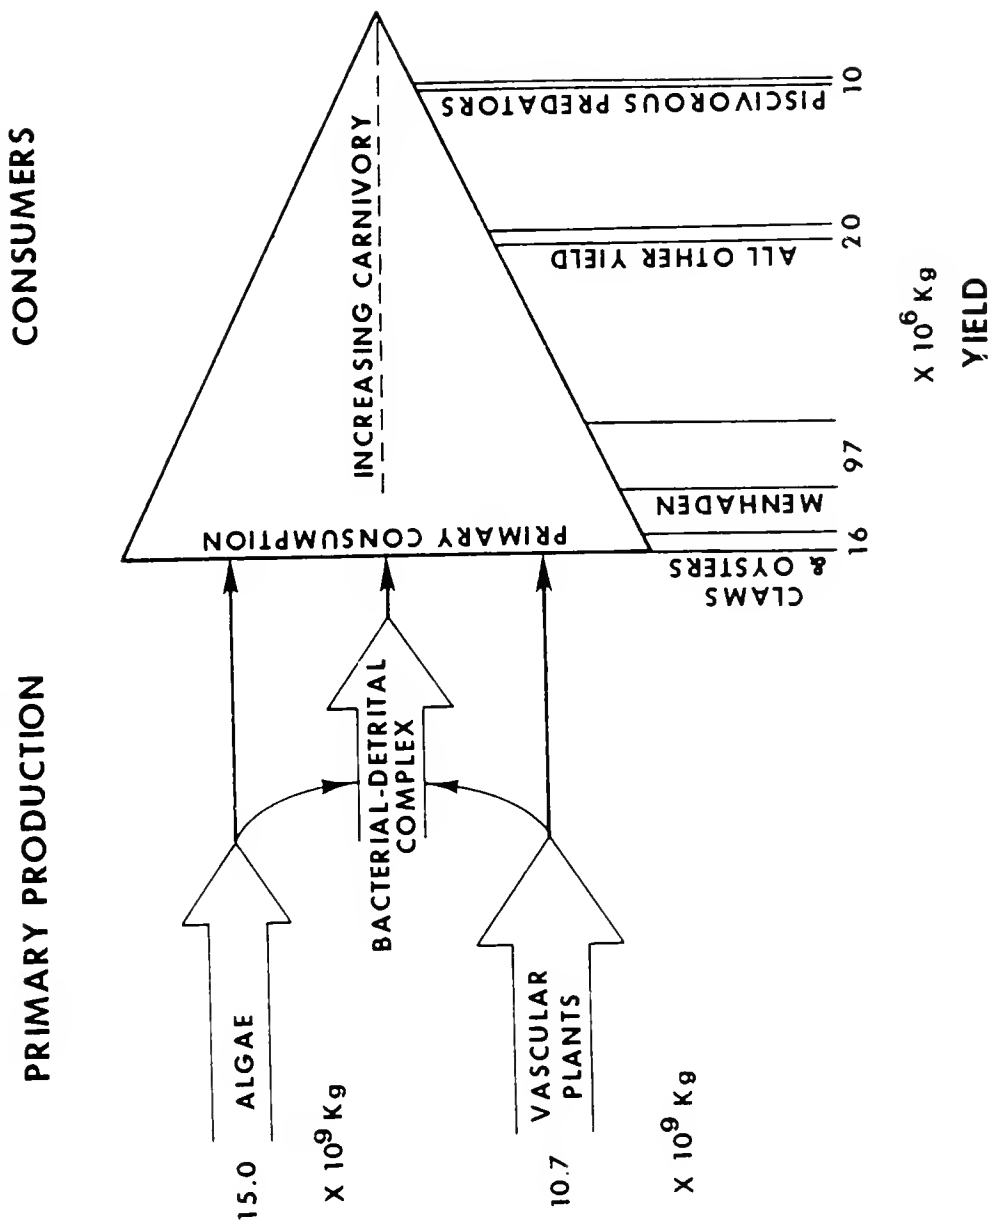 PRIMARY PRODUCTION
CONSUMERS
15.0
ALGAE
X 10⁹ Kg
BACTERIAL-DETRITAL
COMPLEX
10.7
VASCULAR
PLANTS
X 10⁹ Kg
PRIMARY CONSUMPTION
INCREASING CARNIVORY
CLAMS
& OYSTERS
16
MENHADEN
97
ALL OTHER YIELD
20
PISCIVOROUS PREDATORS
10
X 10⁶ Kg
YIELD